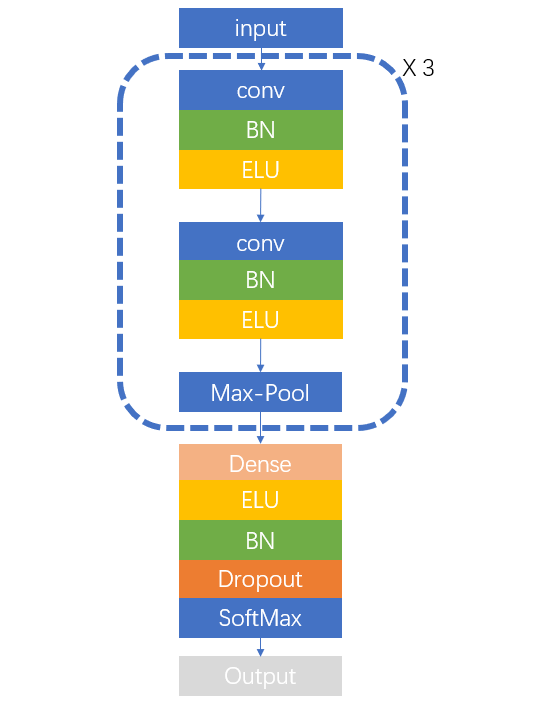 input
X 3
conv
BN
ELU
conv
BN
ELU
Max-Pool
Dense
ELU
BN
Dropout
SoftMax
Output